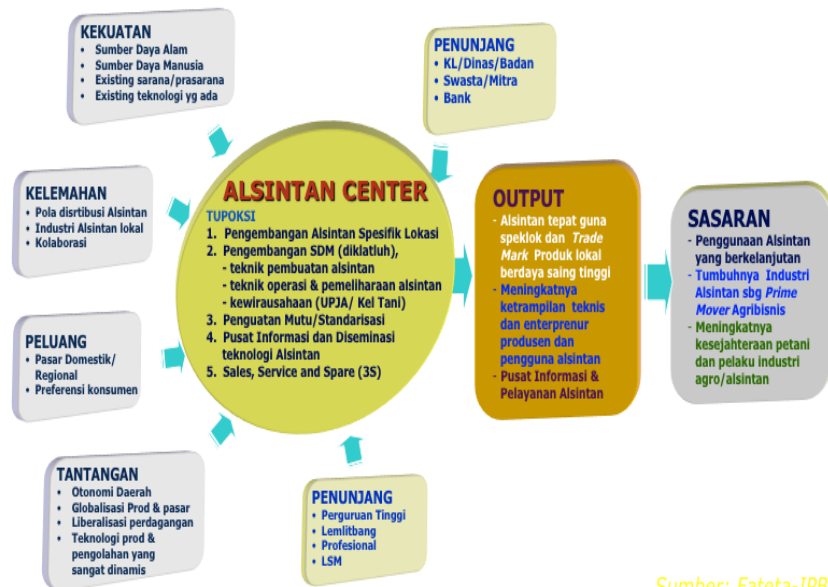 KEKUATAN
• Sumber Daya Alam
• Sumber Daya Manusia
• Existing sarana/prasarana
• Existing teknologi yg ada
PENUNJANG
• KL/Dinas/Badan
• Swasta/Mitra
• Bank
KELEMAHAN
• Pola disrtibusi Alsintan
• Industri Alsintan lokal
• Kolaborasi
PELUANG
• Pasar Domestik/
Regional
• Preferensi konsumen
TANTANGAN
• Otonomi Daerah
• Globalisasi Prod & pasar
• Liberalisasi perdagangan
• Teknologi prod &
pengolahan yang
sangat dinamis
ALSINTAN CENTER
TUPOKSI
1. Pengembangan Alsintan Spesifik Lokasi
2. Pengembangan SDM (diklatluh),
- teknik pembuatan alsintan
- teknik operasi & pemeliharaan alsintan
- kewirausahaan (UPJA/ Kel Tani)
3. Penguatan Mutu/Standarisasi
4. Pusat Informasi dan Diseminasi
teknologi Alsintan
5. Sales, Service and Spare (3S)
PENUNJANG
• Perguruan Tinggi
• Lemlitbang
• Profesional
• LSM
OUTPUT
- Alsintan tepat guna
speklok dan Trade
Mark Produk lokal
berdaya saing tinggi
- Meningkatnya
ketrampilan teknis
dan enterprenur
produsen dan
pengguna alsintan
- Pusat Informasi &
Pelayanan Alsintan
SASARAN
- Penggunaan Alsintan
yang berkelanjutan
- Tumbuhnya Industri
Alsintan sbg Prime
Mover Agribisnis
- Meningkatnya
kesejahteraan petani
dan pelaku industri
agro/alsintan
Sumber: Fateta-IPB